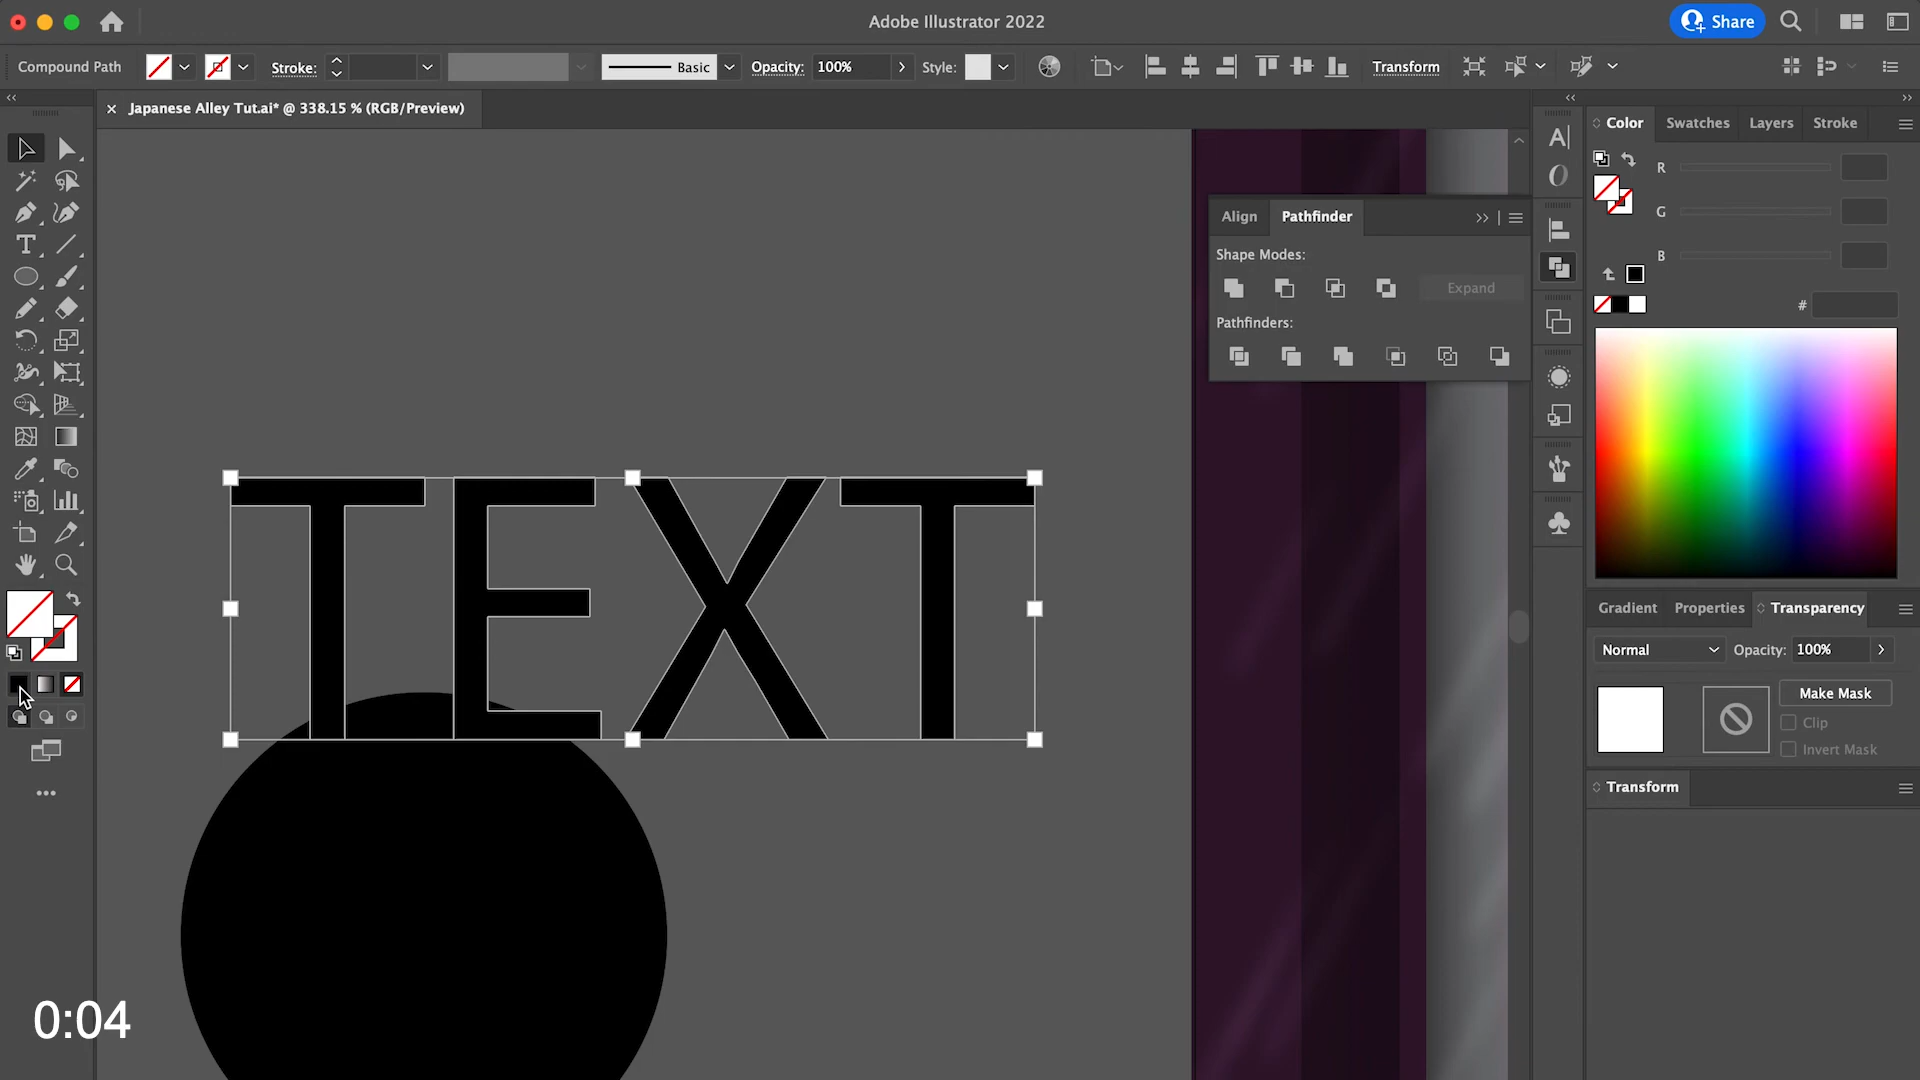 Adobe Illustrator 2022
Share
Compound Path
Stroke:
Basic
Opacity:
100%
Style:
Transform
× Japanese Alley Tut.ai* @ 338.15 % (RGB/Preview)
Color
Swatches
Layers
Stroke
R
G
B
#
Align
Pathfinder
Shape Modes:
Expand
Pathfinders:
TEXT
Gradient
Properties
Transparency
Normal
Opacity:
100%
Make Mask
Clip
Invert Mask
Transform
0:04